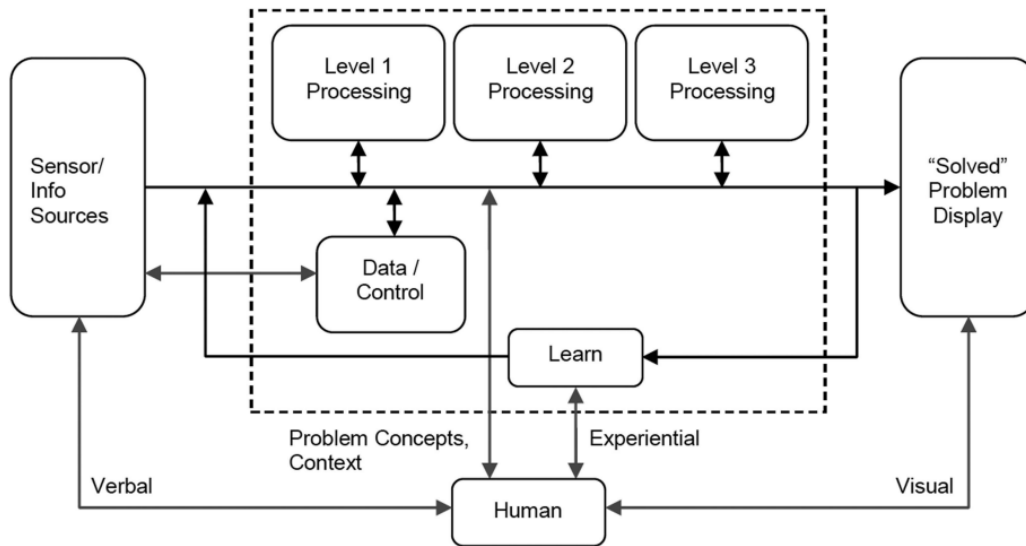 Sensor/
Info
Sources
Level 1
Processing
Level 2
Processing
Level 3
Processing
“Solved”
Problem
Display
Data /
Control
Learn
Problem Concepts,
Context
Experiential
Verbal
Human
Visual